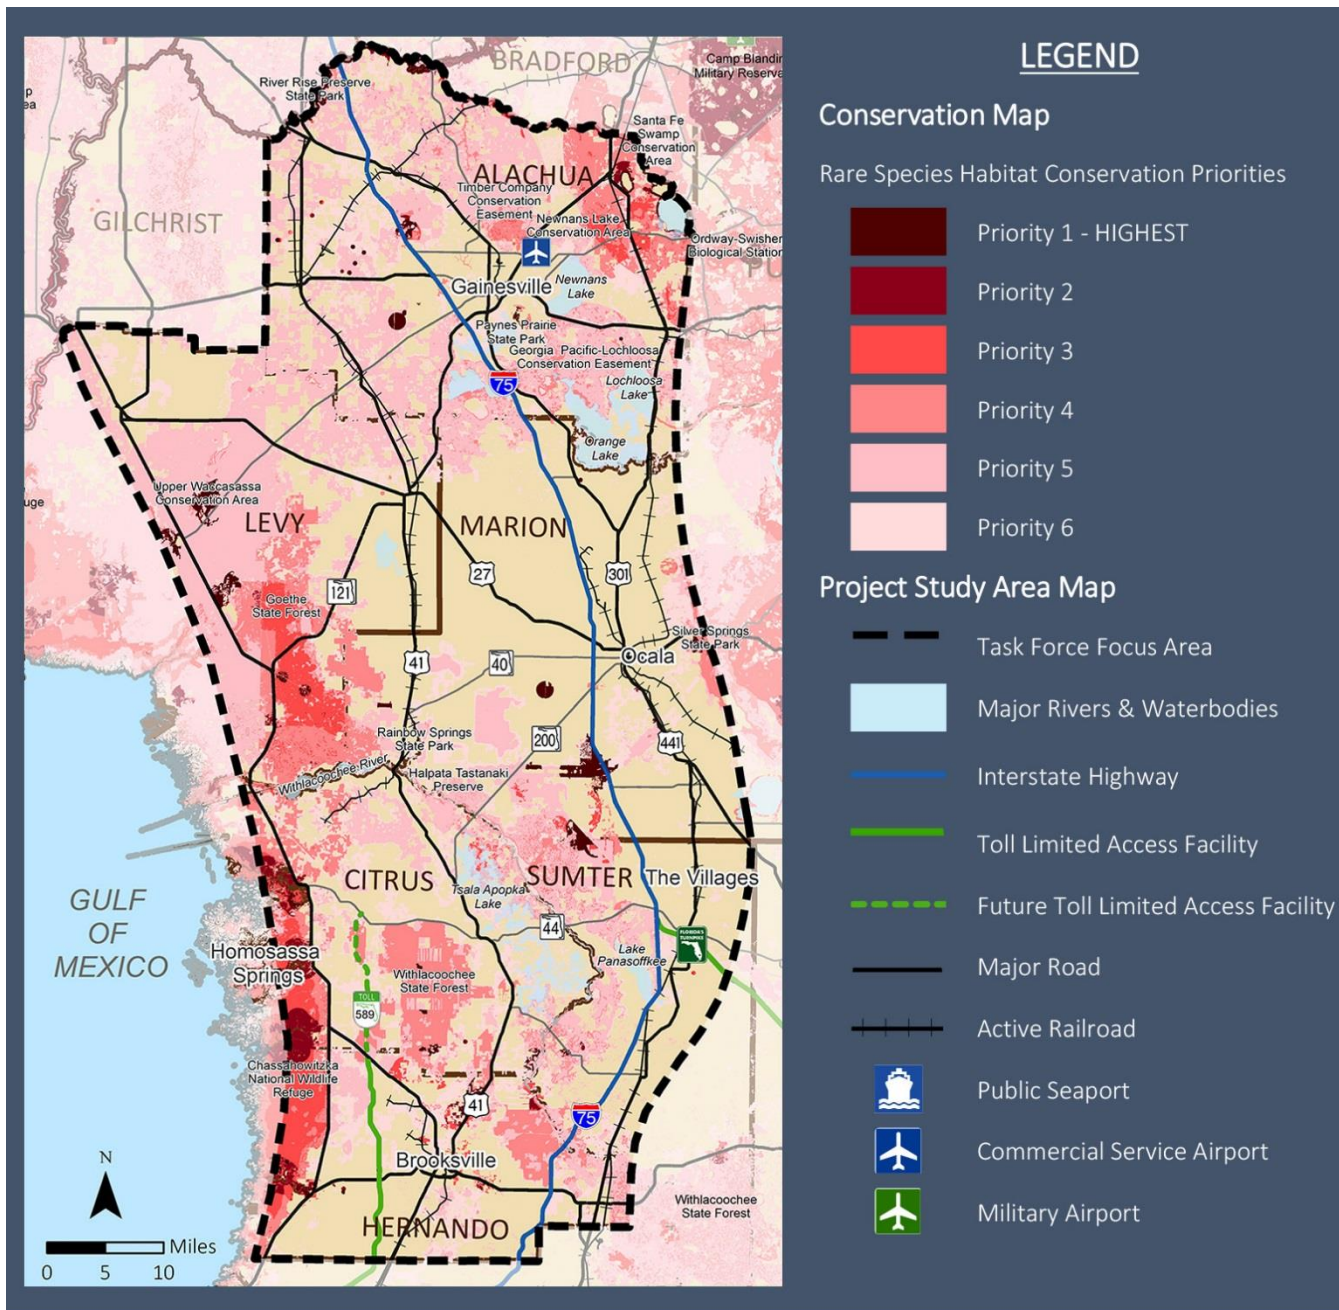 BRADFORD
Camp Blandin
Military Reserva
River Rise Preserve
State Park
p
ea
Santa Fe
Swamp
Conservation
Area
ALACHUA
Timber Company
Conservation
Easement
GILCHRIST
Newnans Lake
Conservation Area
Ordway-Swisher
Biological Station
PU
Gainesville
Newnans
Lake
Paynes Prairie
State Park
Georgia Pacific-Lochloosa
Conservation Easement
75
Lochloosa
Lake
Orange
Lake
Upper Waccasassa
Conservation Area
uge
LEVY
MARION
27
301
121
Goethe
State Forest
Silver Springs
State Park
Ocala
41
40
Rainbow Springs
State Park
200
441
Withlacoochee River
Halpata Tastanaki
Preserve
CITRUS
SUMTER
The Villages
Tsala Apopka
Lake
GULF
OF
MEXICO
44
FLORIDA'S
TURNPIKE
Homosassa
Springs
Lake
Panasoffkee
Withlacoochee
State Forest
TOLL
589
Chassahowitzka
National Wildlife
Refuge
41
75
Brooksville
N
Withlacoochee
State Forest
HERNANDO
Miles
0 5 10
LEGEND
Conservation Map
Rare Species Habitat Conservation Priorities
Priority 1 - HIGHEST
Priority 2
Priority 3
Priority 4
Priority 5
Priority 6
Project Study Area Map
Task Force Focus Area
Major Rivers & Waterbodies
Interstate Highway
Toll Limited Access Facility
Future Toll Limited Access Facility
Major Road
Active Railroad
Public Seaport
Commercial Service Airport
Military Airport